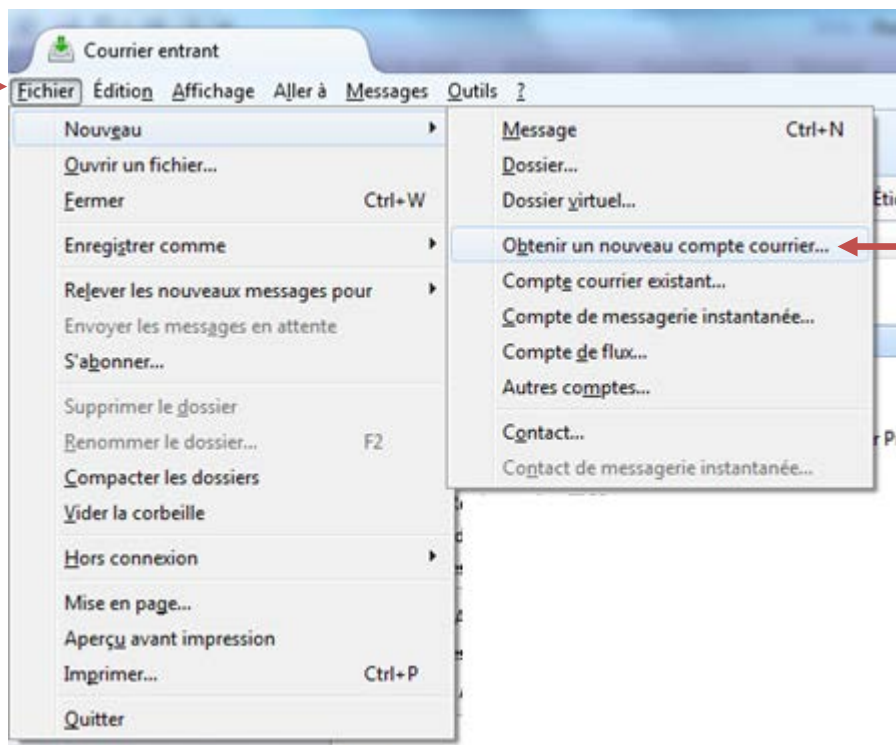 Courrier entrant
Fichier Édition Affichage Aller à Messages Outils ?
Nouveau
Ouvrir un fichier...
Fermer Ctrl+W
Enregistrer comme
Relever les nouveaux messages pour
Envoyer les messages en attente
S'abonner...
Supprimer le dossier
Renommer le dossier... F2
Compacter les dossiers
Vider la corbeille
Hors connexion
Mise en page...
Aperçu avant impression
Imprimer... Ctrl+P
Quitter
Message Ctrl+N
Dossier...
Dossier virtuel...
Obtenir un nouveau compte courrier...
Compte courrier existant...
Compte de messagerie instantanée...
Compte de flux...
Autres comptes...
Contact...
Contact de messagerie instantanée...